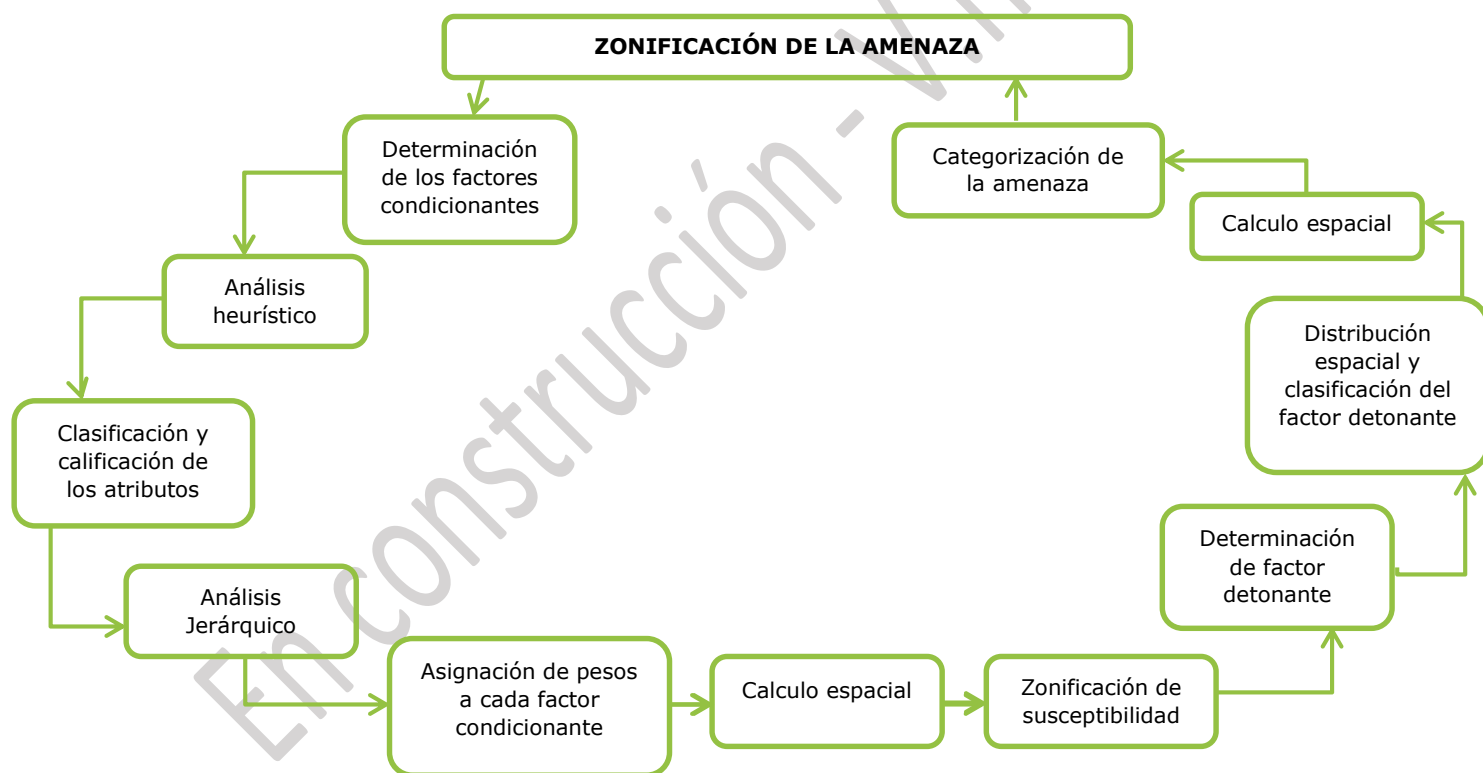 ZONIFICACIÓN DE LA AMENAZA
Determinación
de los factores
condicionantes
Análisis
heurístico
Clasificación y
calificación de
los atributos
Análisis
Jerárquico
Asignación de pesos
a cada factor
condicionante
Calculo espacial
Zonificación de
susceptibilidad
Determinación
de factor
detonante
Distribución
espacial y
clasificación del
factor detonante
Calculo espacial
Categorización de
la amenaza
En construcción -